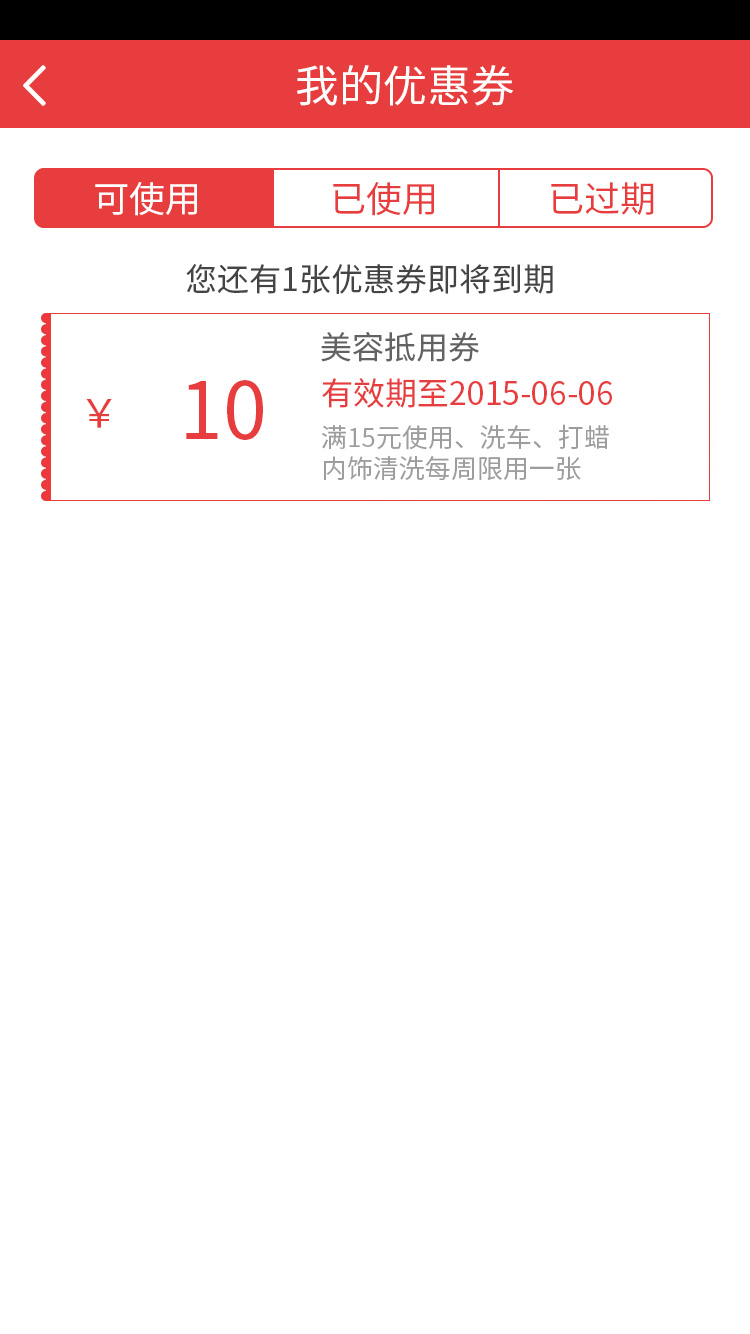 我的优惠券
可使用
已使用
已过期
您还有1张优惠券即将到期
¥ 10
美容抵用券
有效期至2015-06-06
满15元使用、洗车、打蜡
内饰清洗每周限用一张